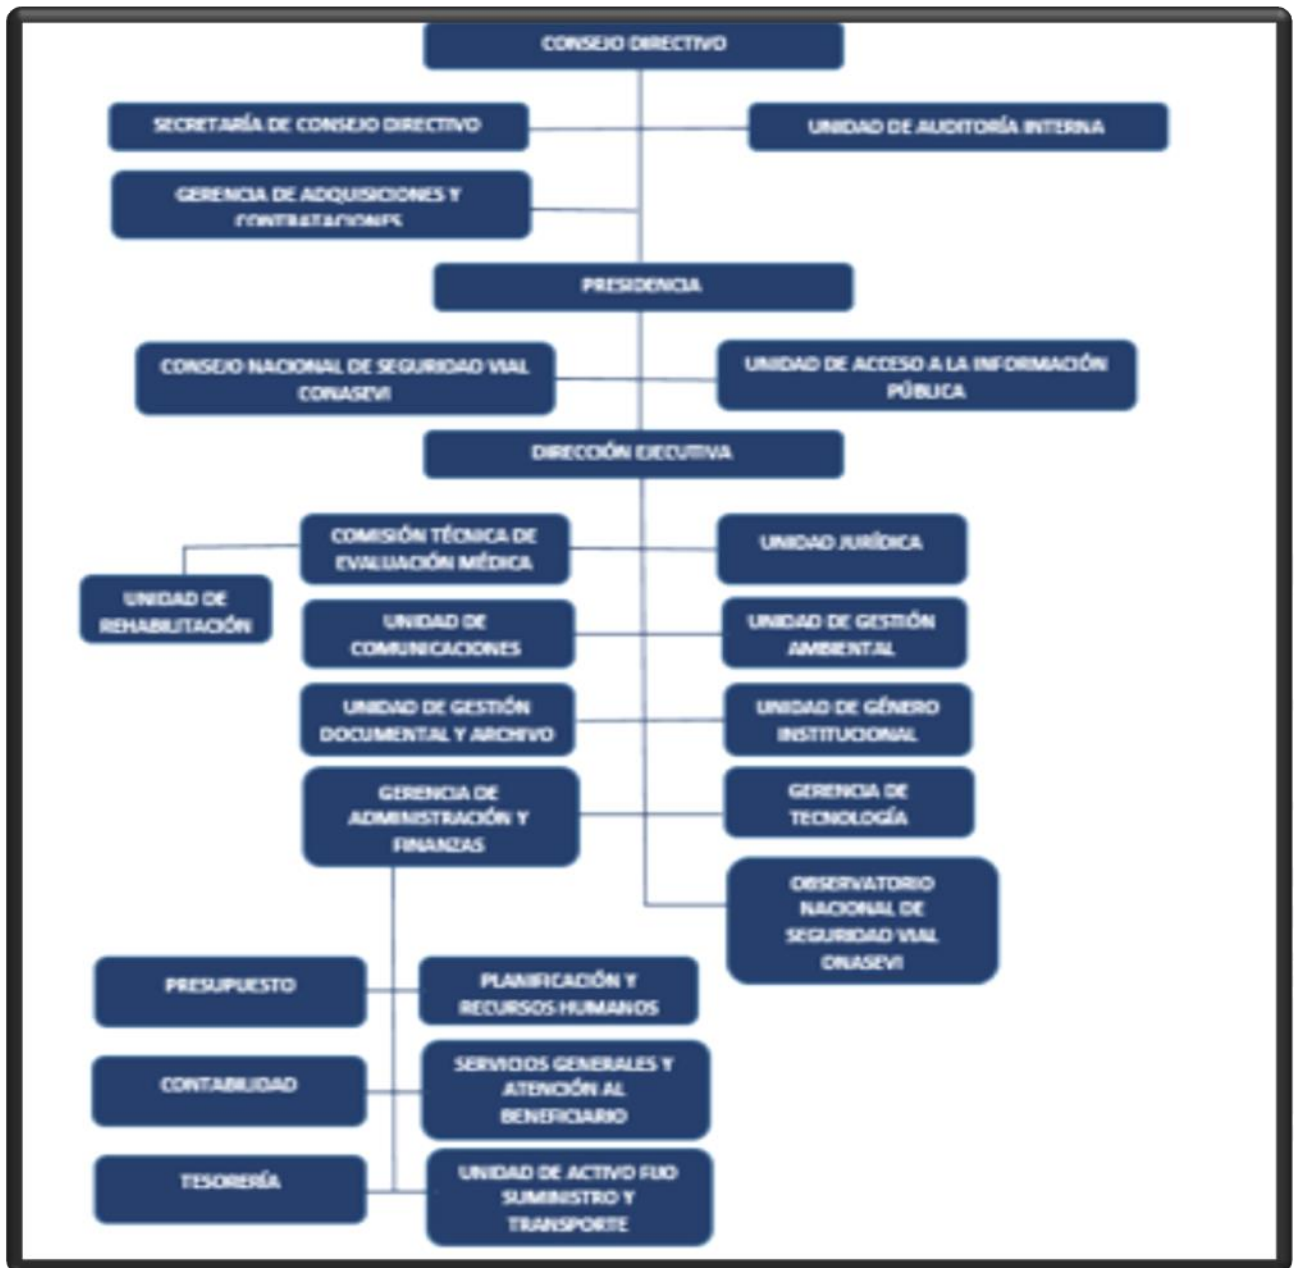 CONSEJO DIRECTIVO
SECRETARÍA DE CONSEJO DIRECTIVO
UNIDAD DE AUDITORÍA INTERNA
GERENCIA DE ADQUISICIONES Y
CONTRATACIONES
PRESIDENCIA
CONSEJO NACIONAL DE SEGURIDAD VIAL
CONASEVI
UNIDAD DE ACCESO A LA INFORMACIÓN
PÚBLICA
DIRECCIÓN EJECUTIVA
COMISIÓN TÉCNICA DE
EVALUACIÓN MÉDICA
UNIDAD JURÍDICA
UNIDAD DE
REHABILITACIÓN
UNIDAD DE
COMUNICACIONES
UNIDAD DE GESTIÓN
AMBIENTAL
UNIDAD DE GESTIÓN
DOCUMENTAL Y ARCHIVO
UNIDAD DE GÉNERO
INSTITUCIONAL
GERENCIA DE
ADMINISTRACIÓN Y
FINANZAS
GERENCIA DE
TECNOLOGÍA
OBSERVATORIO
NACIONAL DE
SEGURIDAD VIAL
ONASEVI
PRESUPUESTO
PLANIFICACIÓN Y
RECURSOS HUMANOS
CONTABILIDAD
SERVICIOS GENERALES Y
ATENCIÓN AL
BENEFICIARIO
TESORERÍA
UNIDAD DE ACTIVO FIJO
SUMINISTRO Y
TRANSPORTE